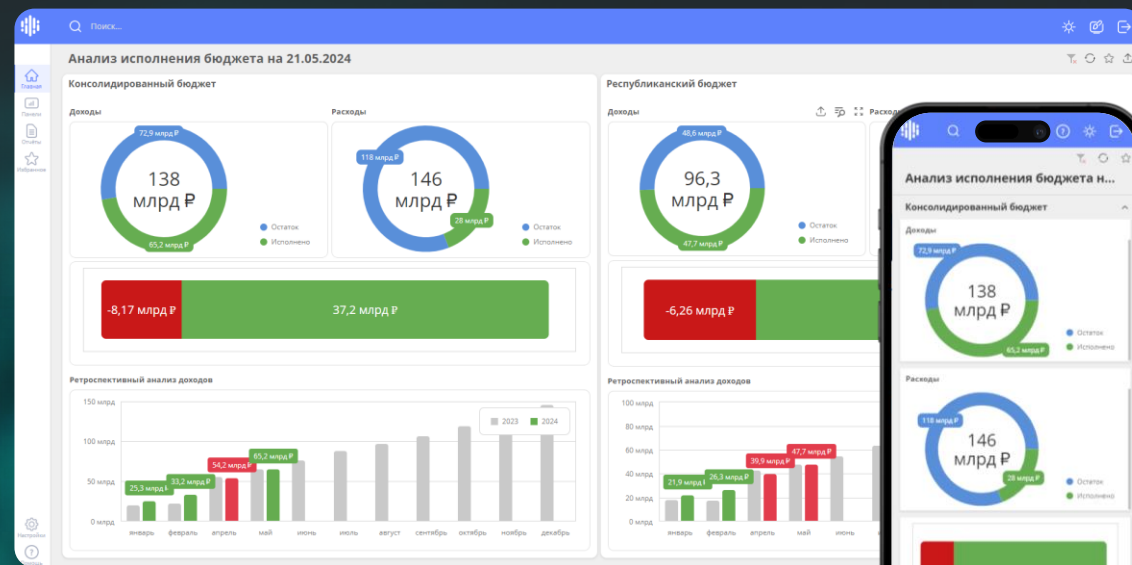 Поиск...
Анализ исполнения бюджета на 21.05.2024
Главная
Панели
Отчёты
Избранное
Настройки
Консолидированный бюджет
Доходы
72,9 млрд ₽
138
млрд ₽
65,2 млрд ₽
Остаток
Исполнено
Расходы
118 млрд ₽
146
млрд ₽
28 млрд ₽
Остаток
Исполнено
-8,17 млрд ₽
37,2 млрд ₽
Ретроспективный анализ доходов
150 млрд
100 млрд
50 млрд
0 млрд
2023
2024
25,3 млрд ₽
33,2 млрд ₽
54,2 млрд ₽
65,2 млрд ₽
январь февраль апрель май июнь июль август сентябрь октябрь ноябрь декабрь
Республиканский бюджет
Доходы
48,6 млрд ₽
96,3
млрд ₽
47,7 млрд ₽
Остаток
Исполнено
-6,26 млрд ₽
Ретроспективный анализ доходов
100 млрд
80 млрд
60 млрд
40 млрд
20 млрд
0 млрд
21,9 млрд
26,3 млрд ₽
39,9 млрд ₽
47,7 млрд ₽
январь февраль апрель май июнь
Анализ исполнения бюджета н...
Консолидированный бюджет
Доходы
72,9 млрд ₽
138
млрд ₽
65,2 млрд ₽
Остаток
Исполнено
Расходы
118 млрд ₽
146
млрд ₽
28 млрд ₽
Остаток
Исполнено